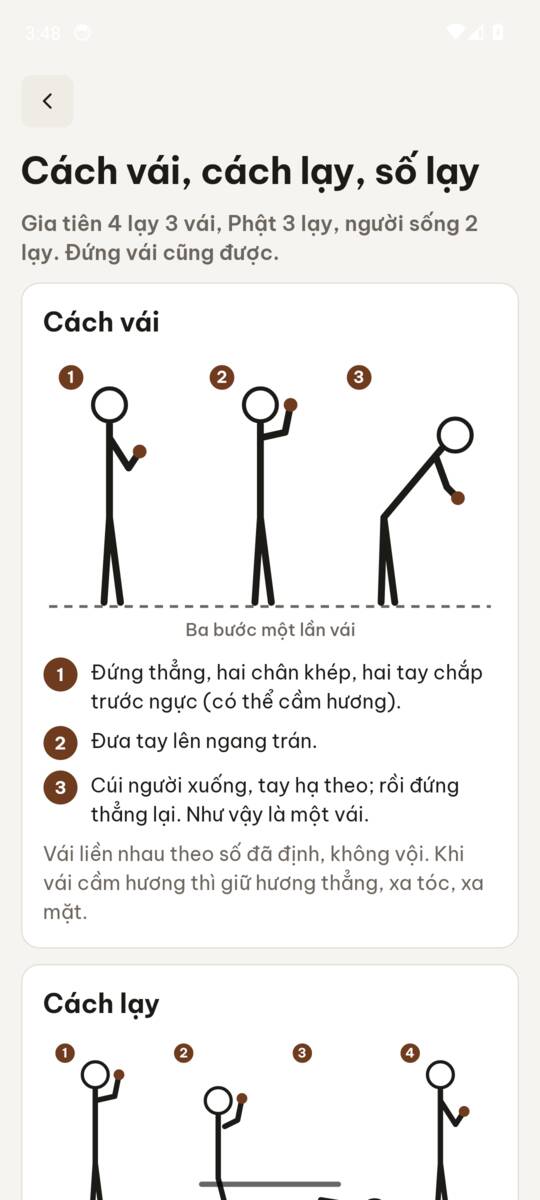 3:48
Cách vái, cách lạy, số lạy
Gia tiên 4 lạy 3 vái, Phật 3 lạy, người sống 2
lạy. Đứng vái cũng được.
Cách vái
1 2 3
Ba bước một lần vái
1 Đứng thẳng, hai chân khép, hai tay chắp
trước ngực (có thể cầm hương).
2 Đưa tay lên ngang trán.
3 Cúi người xuống, tay hạ theo; rồi đứng
thẳng lại. Như vậy là một vái.
Vái liền nhau theo số đã định, không vội. Khi
vái cầm hương thì giữ hương thẳng, xa tóc, xa
mặt.
Cách lạy
1 2 3 4